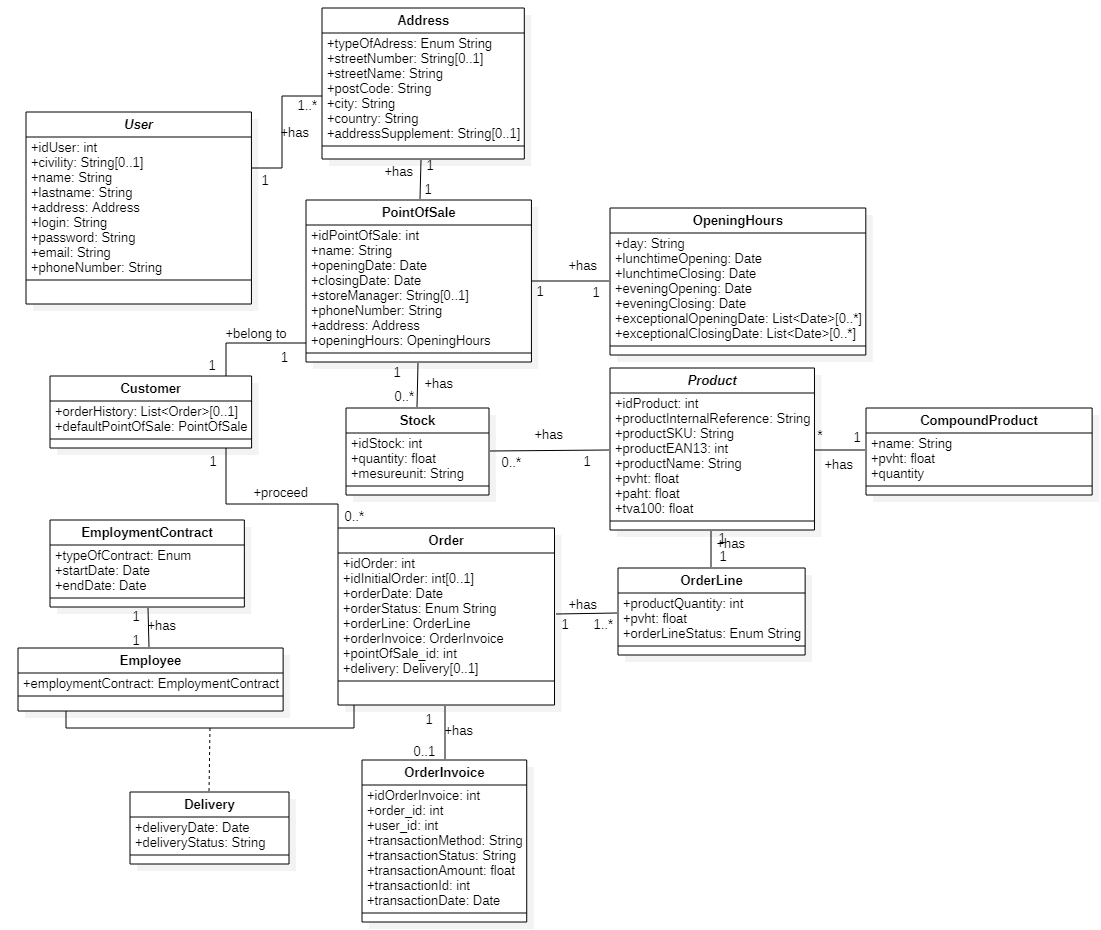 Address
+typeOfAdress: Enum String
+streetNumber: String[0..1]
+streetName: String
+postCode: String
+city: String
+country: String
+addressSupplement: String[0..1]
1..*
+has
1
User
+idUser: int
+civility: String[0..1]
+name: String
+lastname: String
+address: Address
+login: String
+password: String
+email: String
+phoneNumber: String
+has
1
1
PointOfSale
+idPointOfSale: int
+name: String
+openingDate: Date
+closingDate: Date
+storeManager: String[0..1]
+phoneNumber: String
+address: Address
+openingHours: OpeningHours
+has
1
1
OpeningHours
+day: String
+lunchtimeOpening: Date
+lunchtimeClosing: Date
+eveningOpening: Date
+eveningClosing: Date
+exceptionalOpeningDate: List<Date>[0..*]
+exceptionalClosingDate: List<Date>[0..*]
+belong to
1
1
Customer
+orderHistory: List<Order>[0..1]
+defaultPointOfSale: PointOfSale
1
+has
0..*
Stock
+idStock: int
+quantity: float
+mesureunit: String
+has
0..*
1
Product
+idProduct: int
+productInternalReference: String
+productSKU: String
+productEAN13: int
+productName: String
+pvht: float
+paht: float
+tva100: float
*
1
+has
CompoundProduct
+name: String
+pvht: float
+quantity
1
+proceed
0..*
EmploymentContract
+typeOfContract: Enum
+startDate: Date
+endDate: Date
1
+has
1
Employee
+employmentContract: EmploymentContract
Order
+idOrder: int
+idInitialOrder: int[0..1]
+orderDate: Date
+orderStatus: Enum String
+orderLine: OrderLine
+orderInvoice: OrderInvoice
+pointOfSale_id: int
+delivery: Delivery[0..1]
+has
1
1..*
1
+has
1
OrderLine
+productQuantity: int
+pvht: float
+orderLineStatus: Enum String
1
+has
0..1
OrderInvoice
+idOrderInvoice: int
+order_id: int
+user_id: int
+transactionMethod: String
+transactionStatus: String
+transactionAmount: float
+transactionId: int
+transactionDate: Date
Delivery
+deliveryDate: Date
+deliveryStatus: String